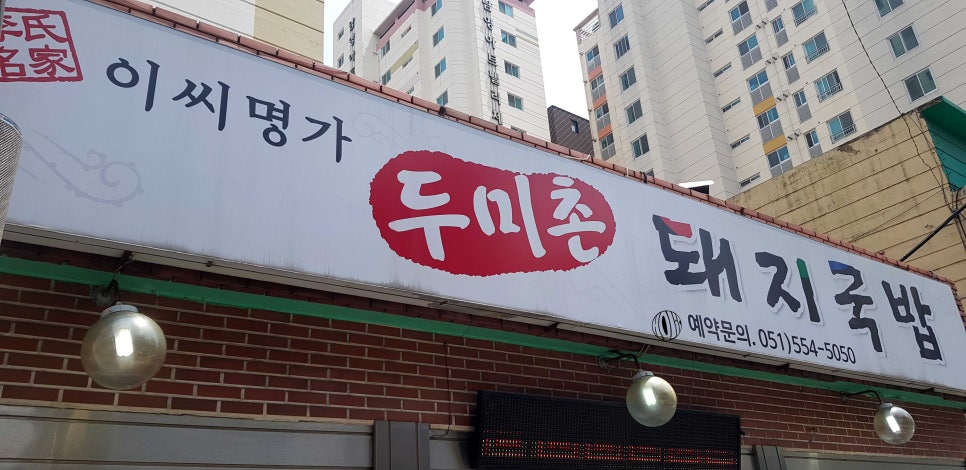 李氏
名家
이씨명가
두미촌
돼지국밥
예약문의. 051)554-5050